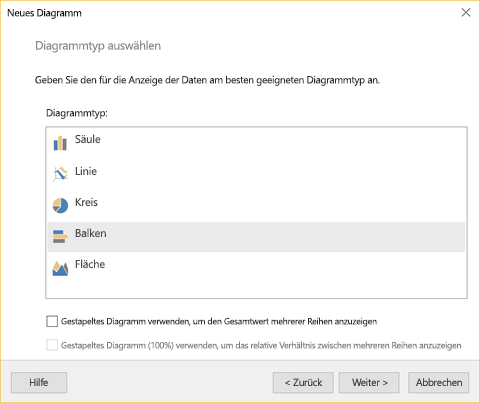 Neues Diagramm
Diagrammtyp auswählen
Geben Sie den für die Anzeige der Daten am besten geeigneten Diagrammtyp an.
Diagrammtyp:
Säule
Linie
Kreis
Balken
Fläche
Gestapeltes Diagramm verwenden, um den Gesamtwert mehrerer Reihen anzuzeigen
Gestapeltes Diagramm (100%) verwenden, um das relative Verhältnis zwischen mehreren Reihen anzuzeigen
Hilfe
< Zurück
Weiter >
Abbrechen